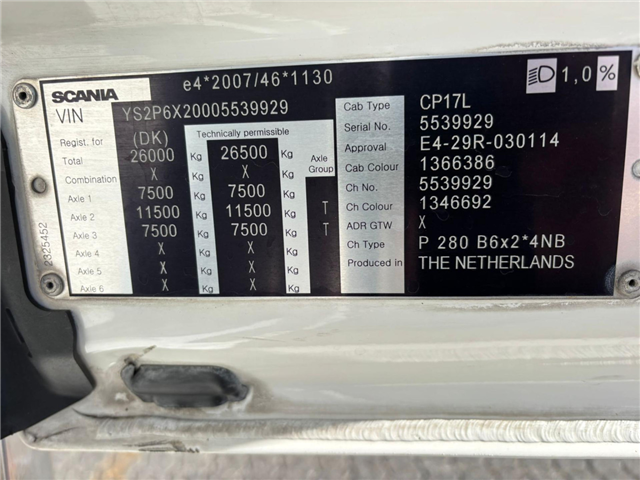 e4*2007/46*1130
1,0%
SCANIA
VIN YS2P6X20005539929
Regist. for (DK) Technically permissible
Total 26000 Kg 26500 Kg Axle Group
Combination X Kg X Kg
Axle 1 7500 Kg 7500 Kg
Axle 2 11500 Kg 11500 Kg T
Axle 3 7500 Kg 7500 Kg T
Axle 4 X Kg X Kg
Axle 5 X Kg X Kg
Axle 6 X Kg X Kg
Cab Type CP17L
Serial No. 5539929
Approval E4-29R-030114
Cab Colour 1366386
Ch No. 5539929
Ch Colour 1346692
ADR GTW X
Ch Type P 280 B6x2*4NB
Produced in THE NETHERLANDS
2325452